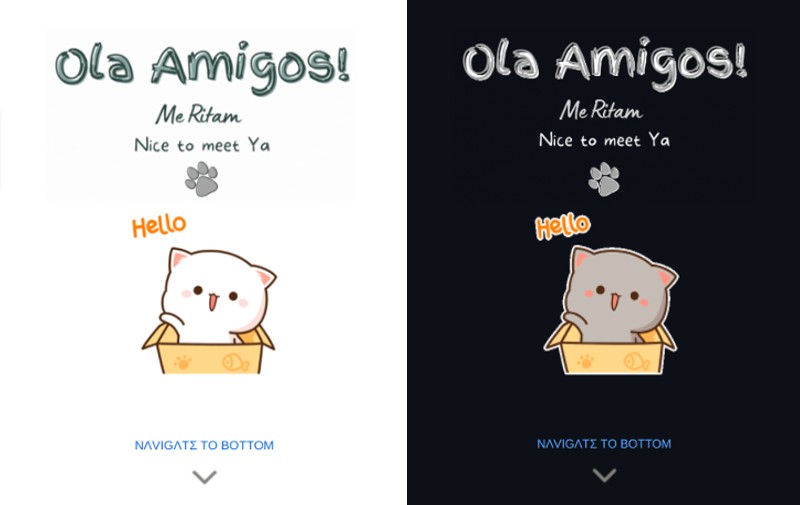 Ola Amigos!
Me Ritam
Nice to meet Ya
Hello
NΛVIGΛTΣ TO BOTTOM
Ola Amigos!
Me Ritam
Nice to meet Ya
Hello
NΛVIGΛTΣ TO BOTTOM